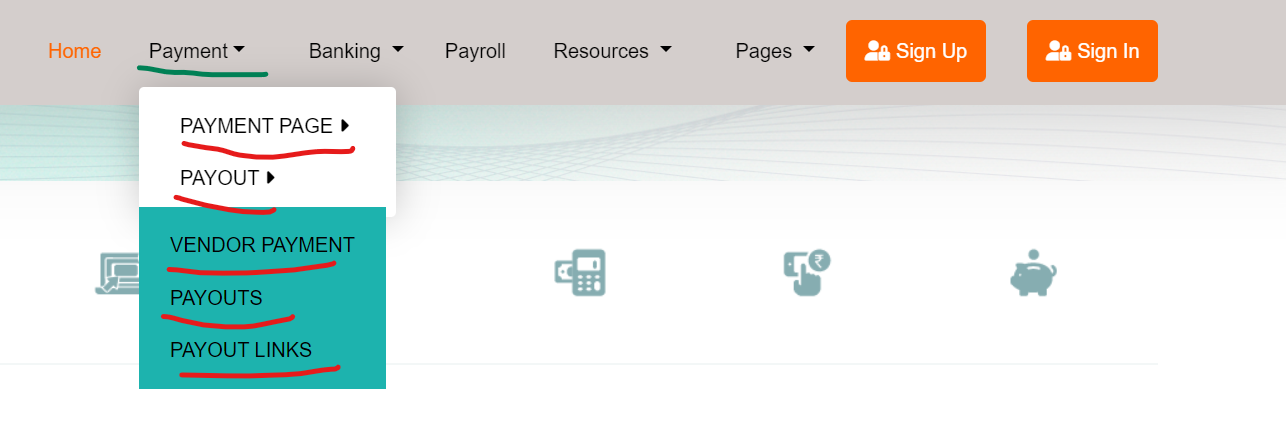 Home Payment Banking Payroll Resources Pages Sign Up Sign In
PAYMENT PAGE
PAYOUT
VENDOR PAYMENT
PAYOUTS
PAYOUT LINKS
₹